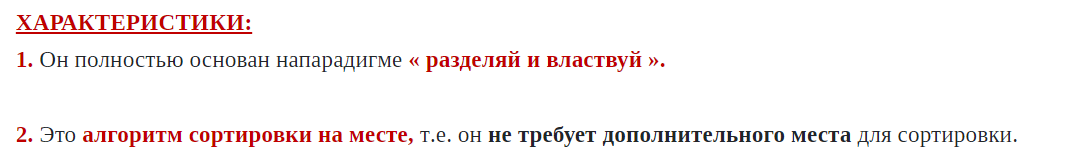 ХАРАКТЕРИСТИКИ:
1. Он полностью основан напарадигме « разделяй и властвуй ».
2. Это алгоритм сортировки на месте, т.е. он не требует дополнительного места для сортировки.